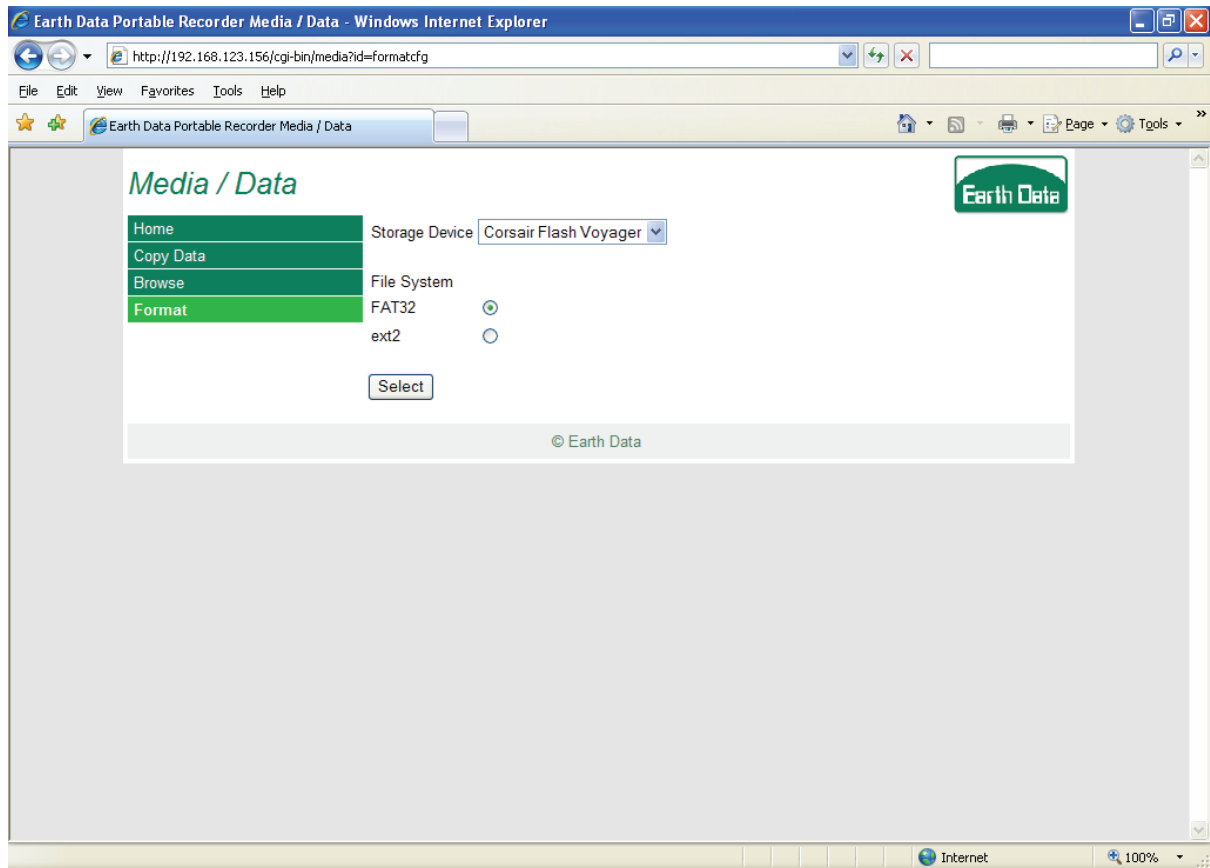 Earth Data Portable Recorder Media / Data - Windows Internet Explorer
http://192.168.123.156/cgi-bin/media?id=formatcfg
File Edit View Favorites Tools Help
Earth Data Portable Recorder Media / Data
Page Tools »
Media / Data
Earth Data
Home
Storage Device Corsair Flash Voyager
Copy Data
Browse
File System
Format
FAT32
ext2
Select
© Earth Data
Internet 100%